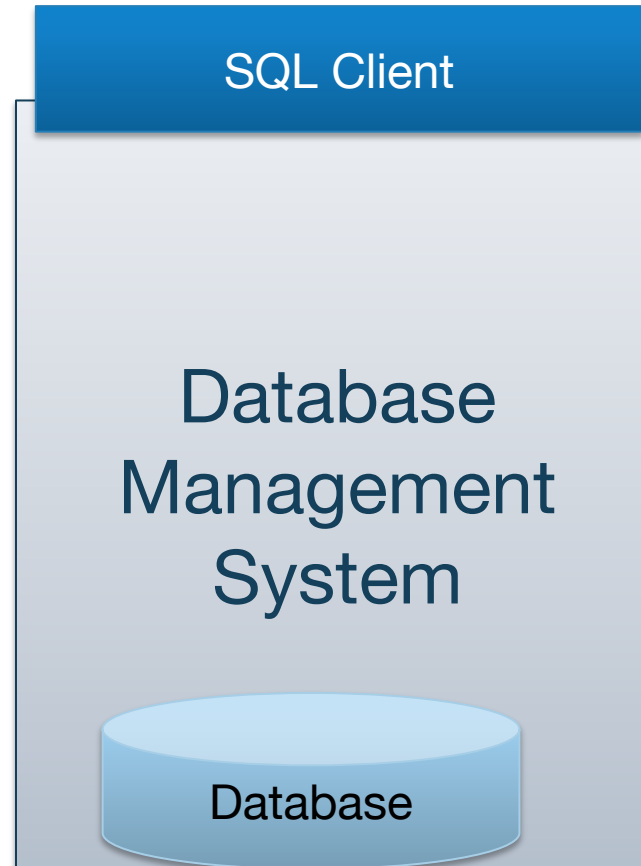 SQL Client
Database
Management
System
Database